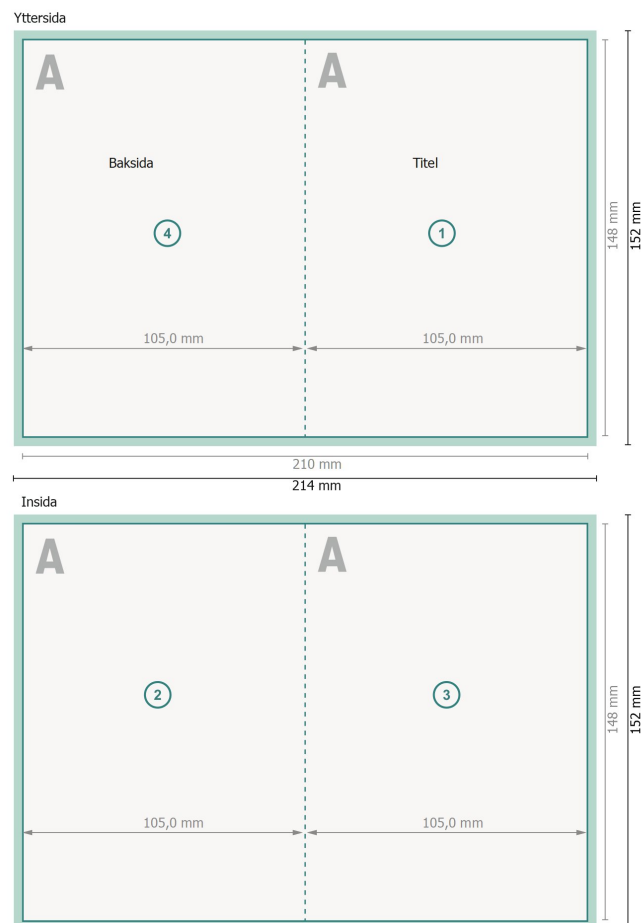 Yttersida
A
A
Baksida
Titel
4
1
148 mm
152 mm
105,0 mm
105,0 mm
210 mm
214 mm
Insida
A
A
2
3
148 mm
152 mm
105,0 mm
105,0 mm